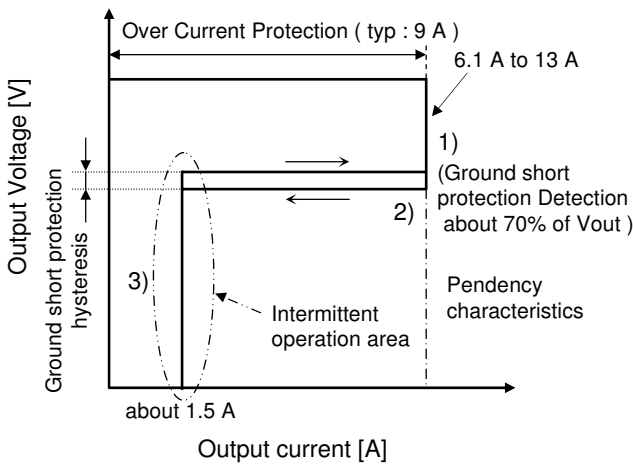 Over Current Protection ( typ : 9 A )
6.1 A to 13 A
Output Voltage [V]
1)
(Ground short
protection Detection
about 70% of Vout )
2)
Ground short protection
hysteresis
3)
Pendency
characteristics
Intermittent
operation area
about 1.5 A
Output current [A]